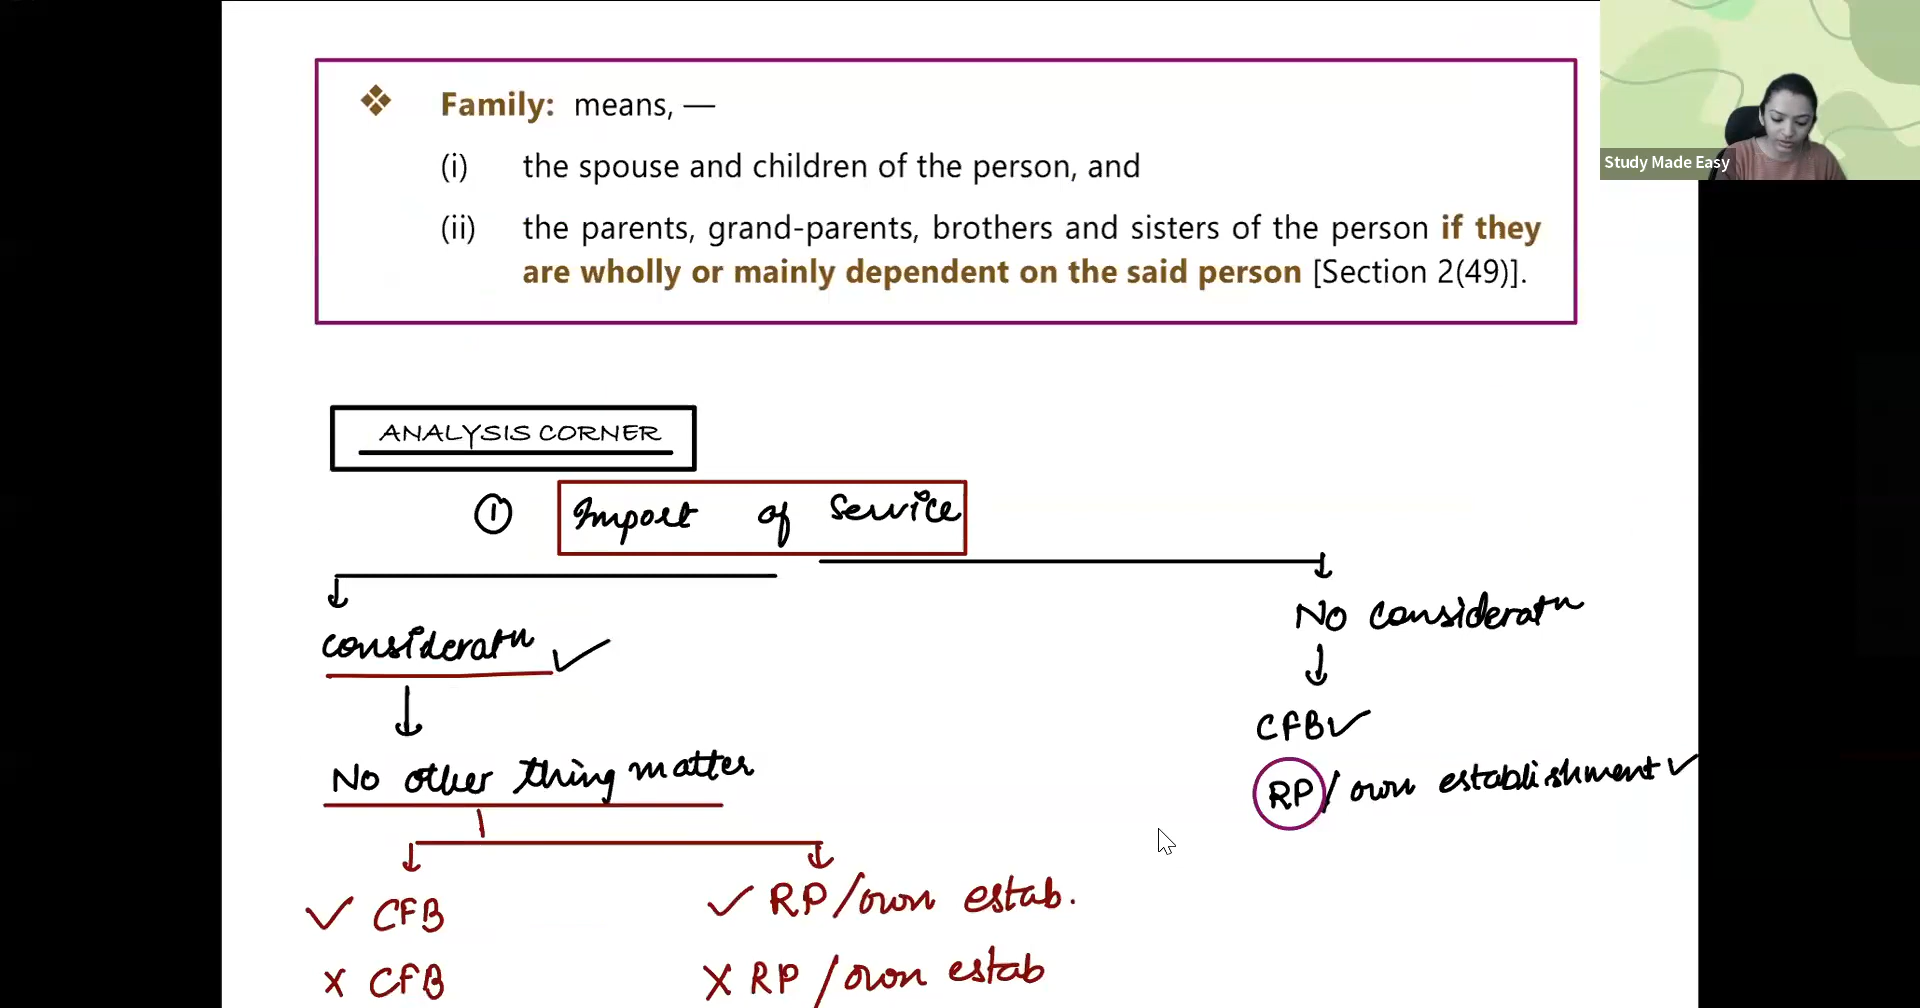 ❖ Family: means, —
(i) the spouse and children of the person, and
(ii) the parents, grand-parents, brothers and sisters of the person if they
are wholly or mainly dependent on the said person [Section 2(49)].
Study Made Easy
ANALYSIS CORNER
① Import of Service
consideratn ✓
No consideratn
↓
CFB ✓
RP / own establishment ✓
↓
No other thing matter
✓ CFB
✓ RP / own estab.
X CFB
X RP / own estab